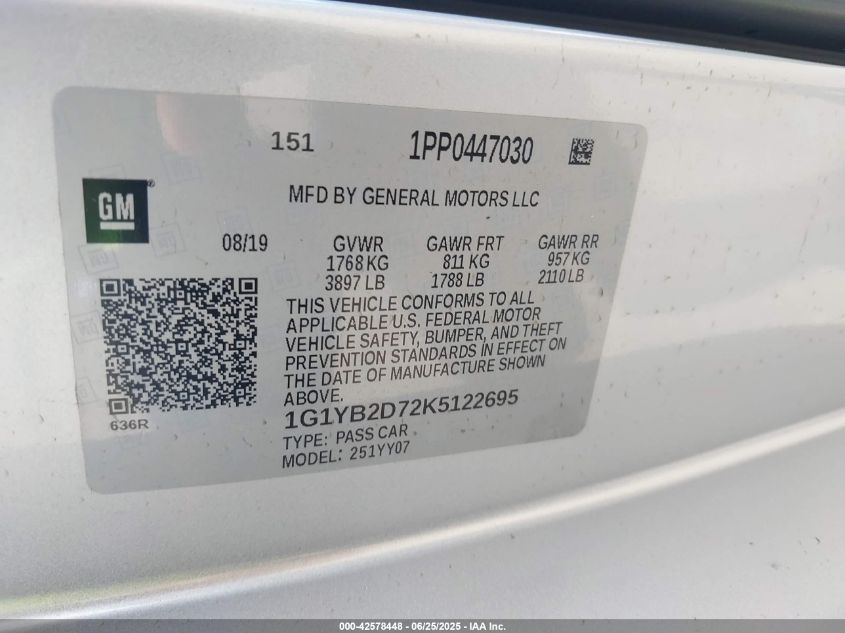 151 1PP0447030
GM ®
MFD BY GENERAL MOTORS LLC
08/19 GVWR GAWR FRT GAWR RR
1768 KG 811 KG 957 KG
3897 LB 1788 LB 2110 LB
THIS VEHICLE CONFORMS TO ALL
APPLICABLE U.S. FEDERAL MOTOR
VEHICLE SAFETY, BUMPER, AND THEFT
PREVENTION STANDARDS IN EFFECT ON
THE DATE OF MANUFACTURE SHOWN
ABOVE.
636R
1G1YB2D72K5122695
TYPE: PASS CAR
MODEL: 251YY07
000-42578448 - 06/25/2025 - IAA Inc.